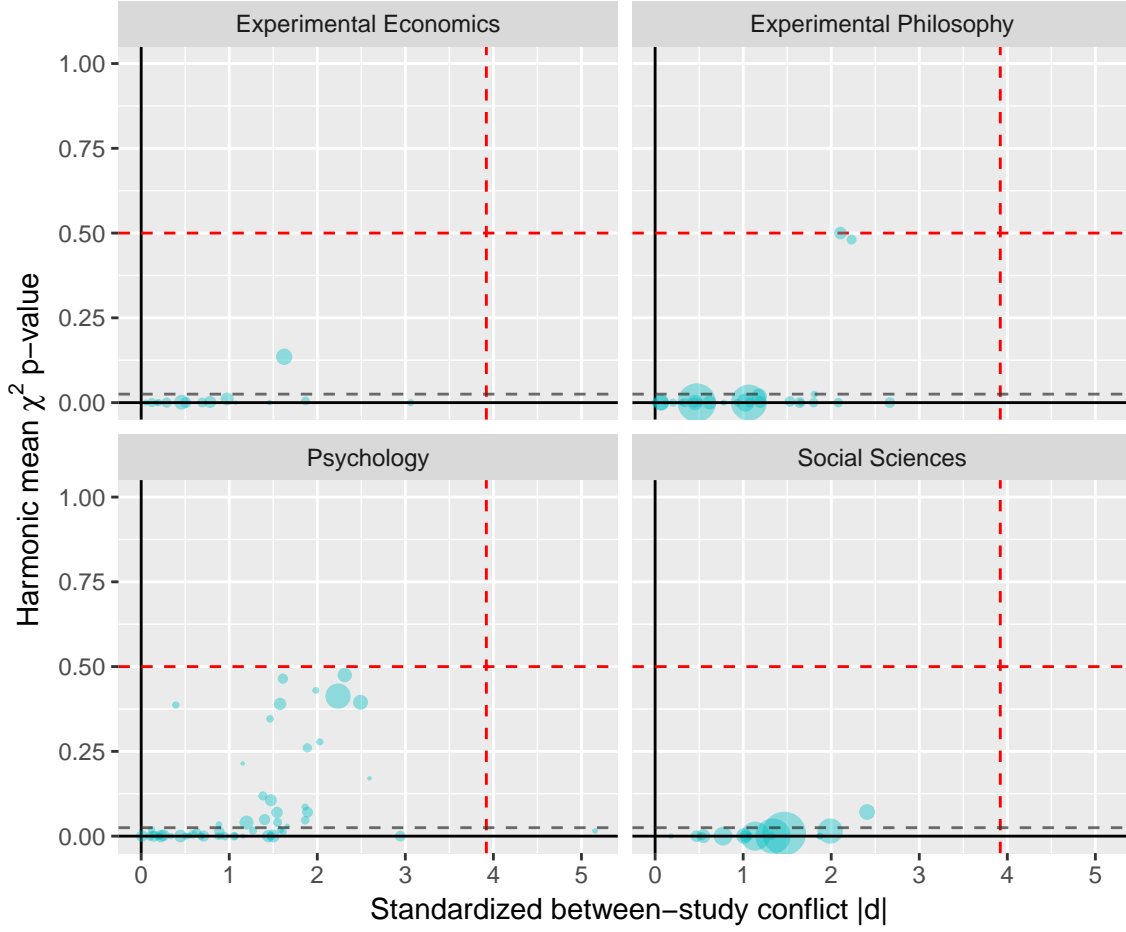 Experimental Economics
Experimental Philosophy
1.00
0.75
0.50
0.25
0.00
Psychology
Social Sciences
1.00
0.75
0.50
0.25
0.00
0 1 2 3 4 5
0 1 2 3 4 5
Harmonic mean χ² p−value
Standardized between−study conflict |d|